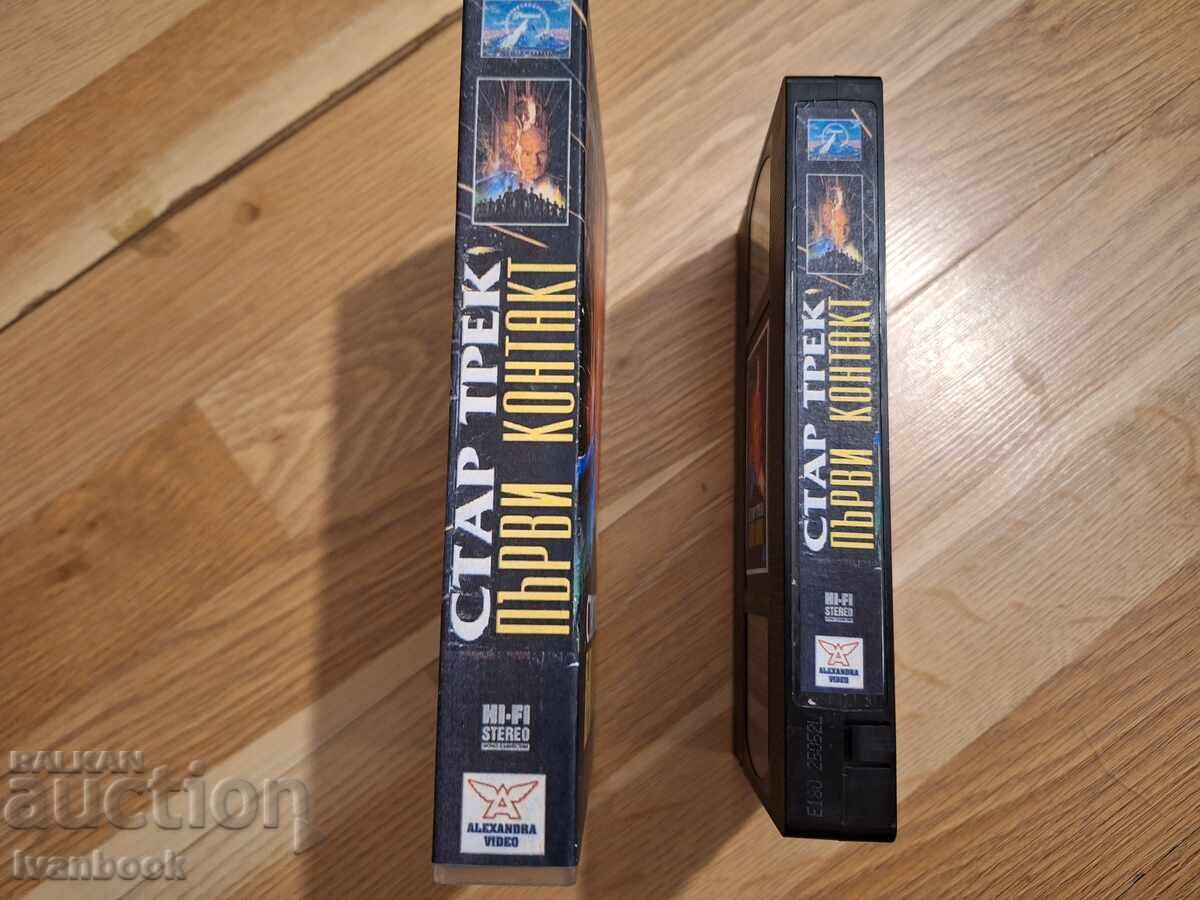 СТАР ТРЕК
ПЪРВИ КОНТАКТ
HI-FI
STEREO
ALEXANDRA
VIDEO
СТАР ТРЕК
ПЪРВИ КОНТАКТ
HI-FI
STEREO
ALEXANDRA
VIDEO
BALKAN
auction
Ivanbook